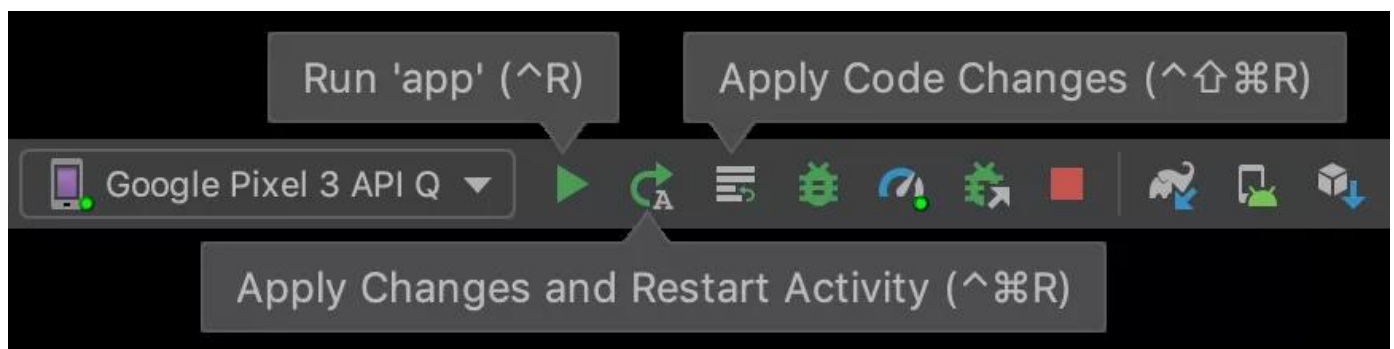 Run 'app' (^R)
Apply Code Changes (^⇧⌘R)
Google Pixel 3 API Q
A
Apply Changes and Restart Activity (^⌘R)